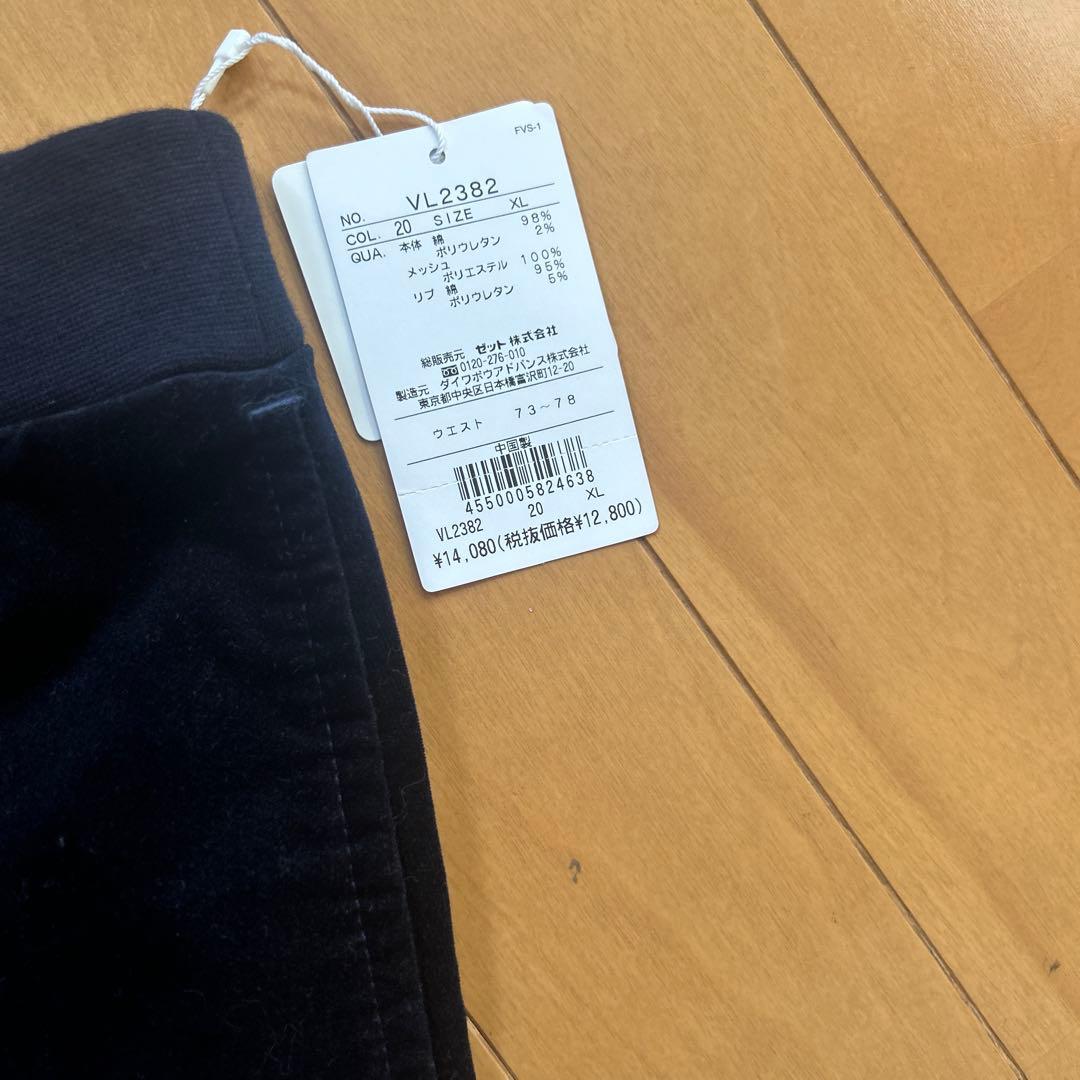 FVS-1
NO. VL2382
COL. 20 SIZE XL
QUA. 本体 綿 98%
ポリウレタン 2%
メッシュ
ポリエステル 100%
リブ 綿 95%
ポリウレタン 5%
総販売元 ゼット株式会社
0120-276-010
製造元 ダイワボウアドバンス株式会社
東京都中央区日本橋富沢町12-20
ウエスト 73~78
中国製
4550005824638
VL2382 20 XL
¥14,080(税抜価格¥12,800)